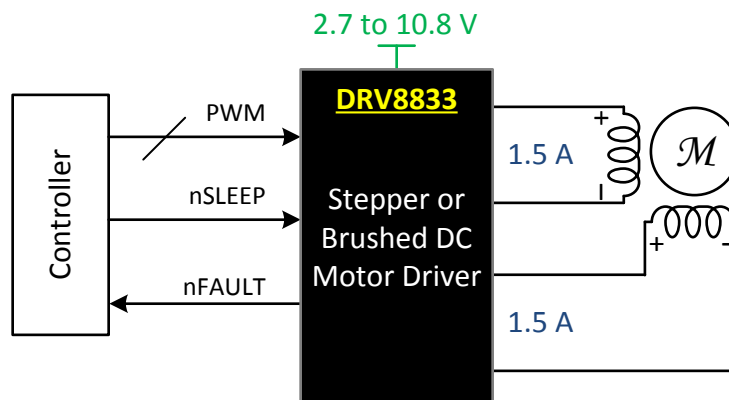 2.7 to 10.8 V
Controller
PWM
nSLEEP
nFAULT
DRV8833
Stepper or
Brushed DC
Motor Driver
1.5 A
1.5 A
+
–
M
+
-